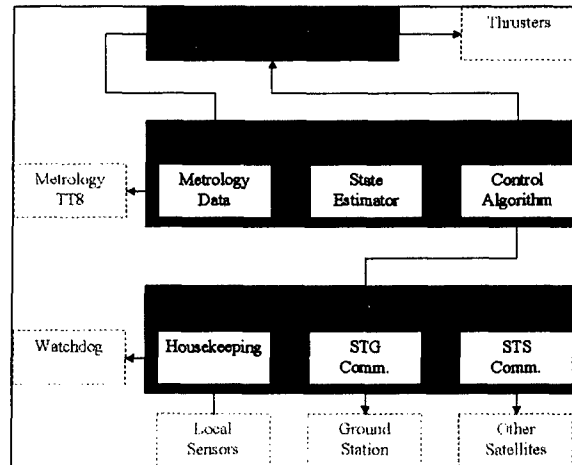 Thrusters
Metrology
TT8
Metrology
Data
State
Estimator
Control
Algorithm
Watchdog
Housekeeping
STG
Comm.
STS
Comm.
Local
Sensors
Ground
Station
Other
Satellites